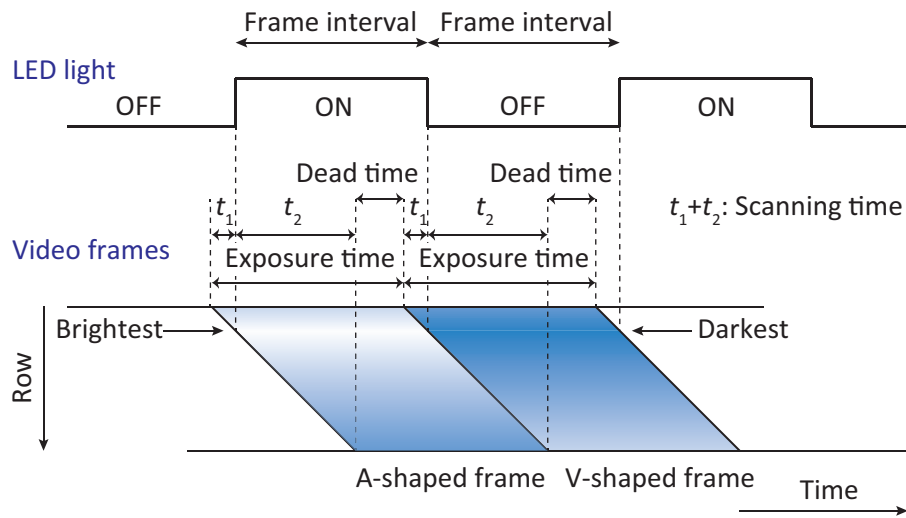 Frame interval Frame interval
LED light
OFF ON OFF ON
Dead time Dead time
t1 t2 t1 t2 t1+t2: Scanning time
Video frames
Exposure time Exposure time
Brightest Darkest
Row
A-shaped frame V-shaped frame
Time